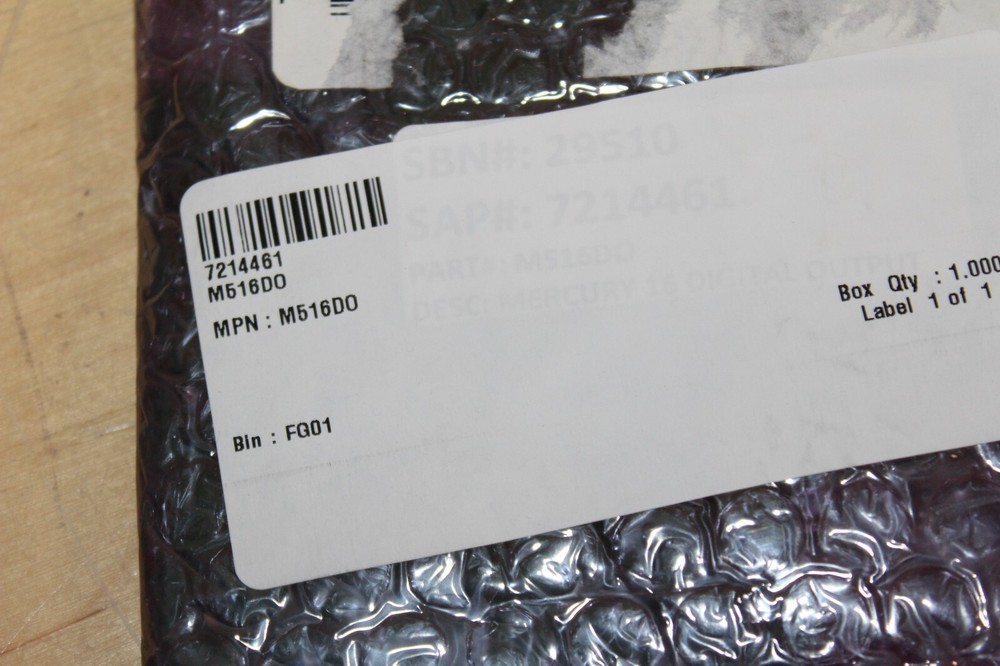 SBN#: 29510
SAP#: 7214461
PART#: M516DO
DESC: MERCURY 16 DIGITAL OUTPUT
7214461
M516DO
MPN : M516DO
Box Qty : 1.000
Label 1 of 1
Bin : FG01